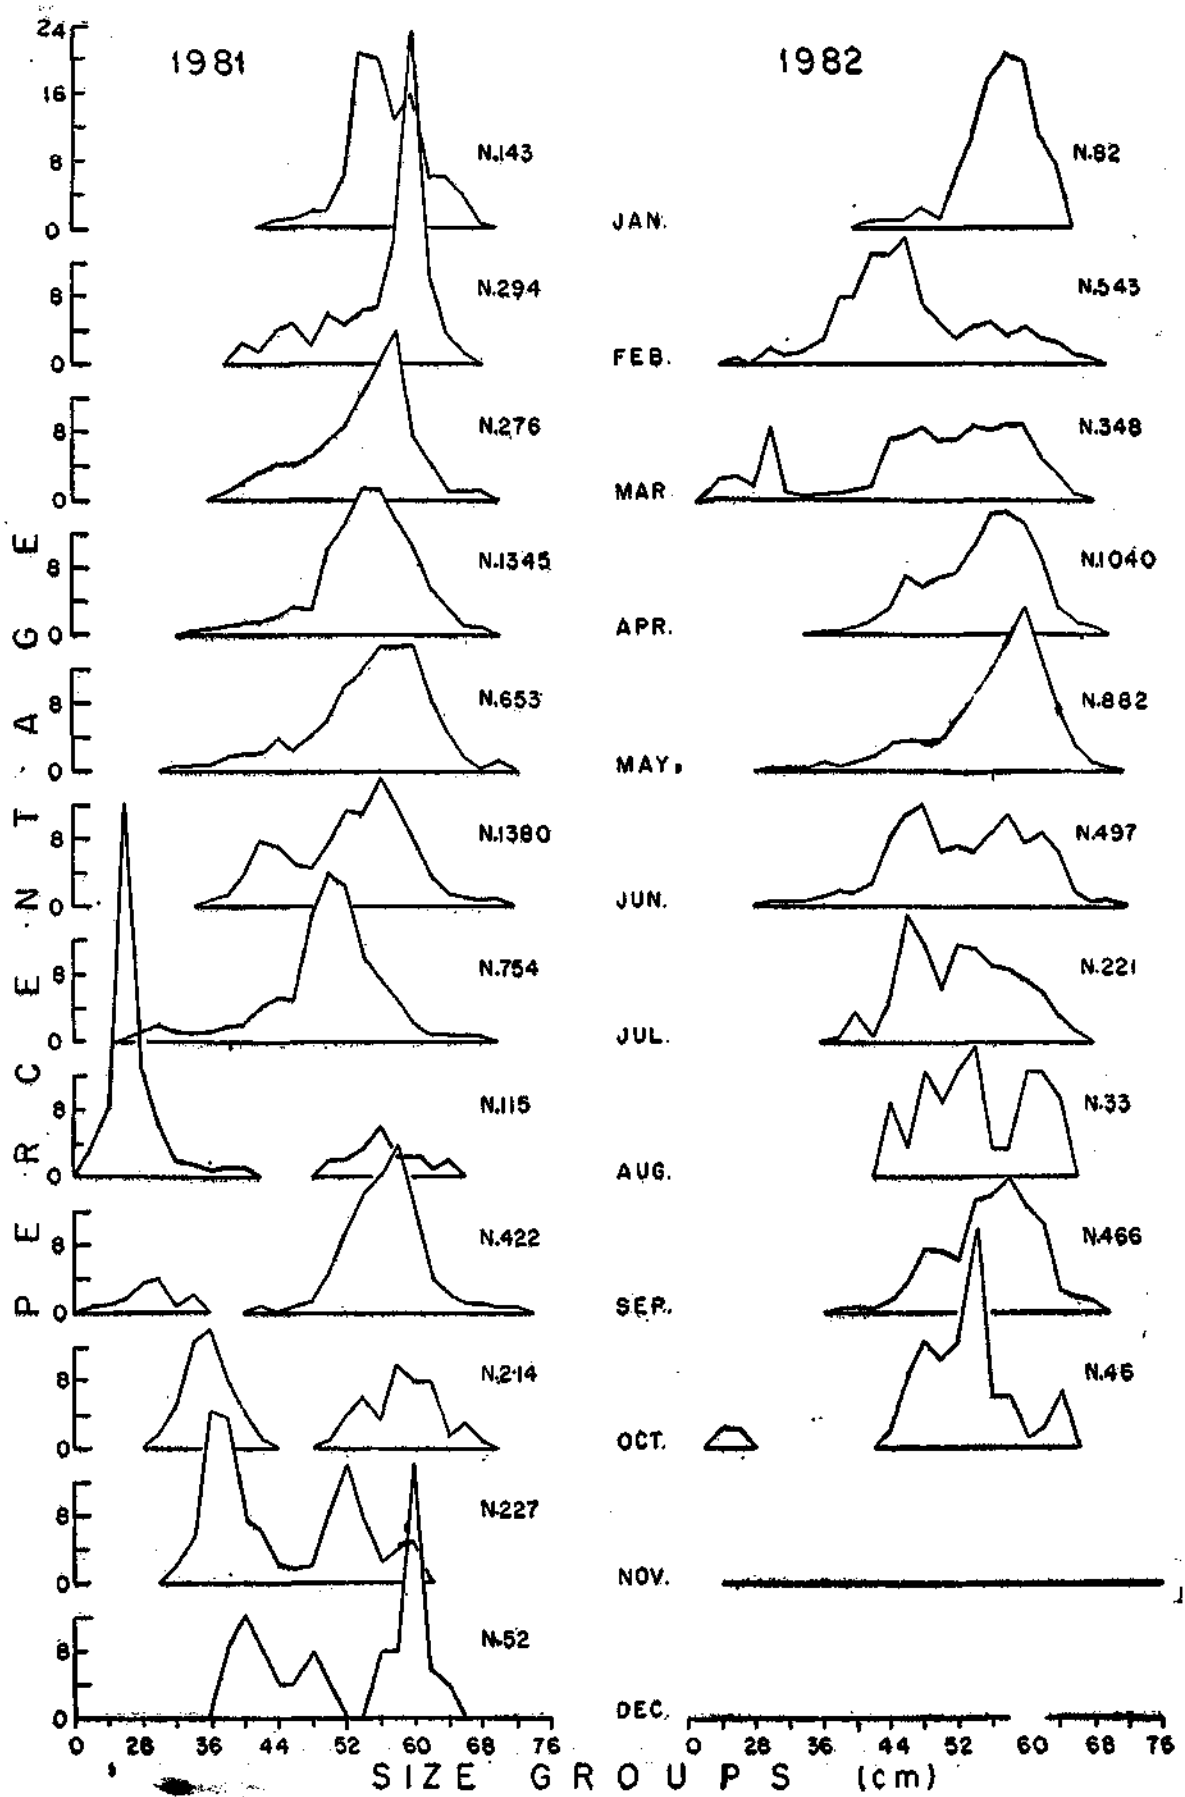 1981 1982
24
16
8
0
N.143 JAN. N.82
8
0
N.294 FEB. N.543
8
0
N.276 MAR. N.348
8
0
N.1345 APR. N.1040
8
0
N.653 MAY. N.882
8
0
N.1380 JUN. N.497
8
0
N.754 JUL. N.221
8
0
N.115 AUG. N.33
8
0
N.422 SEP. N.466
8
0
N.214 OCT. N.46
8
0
N.227 NOV.
8
0
N.52 DEC.
PERCENTAGE
0 28 36 44 52 60 68 76 0 28 44 52 60 68 76
SIZE GROUPS (cm)